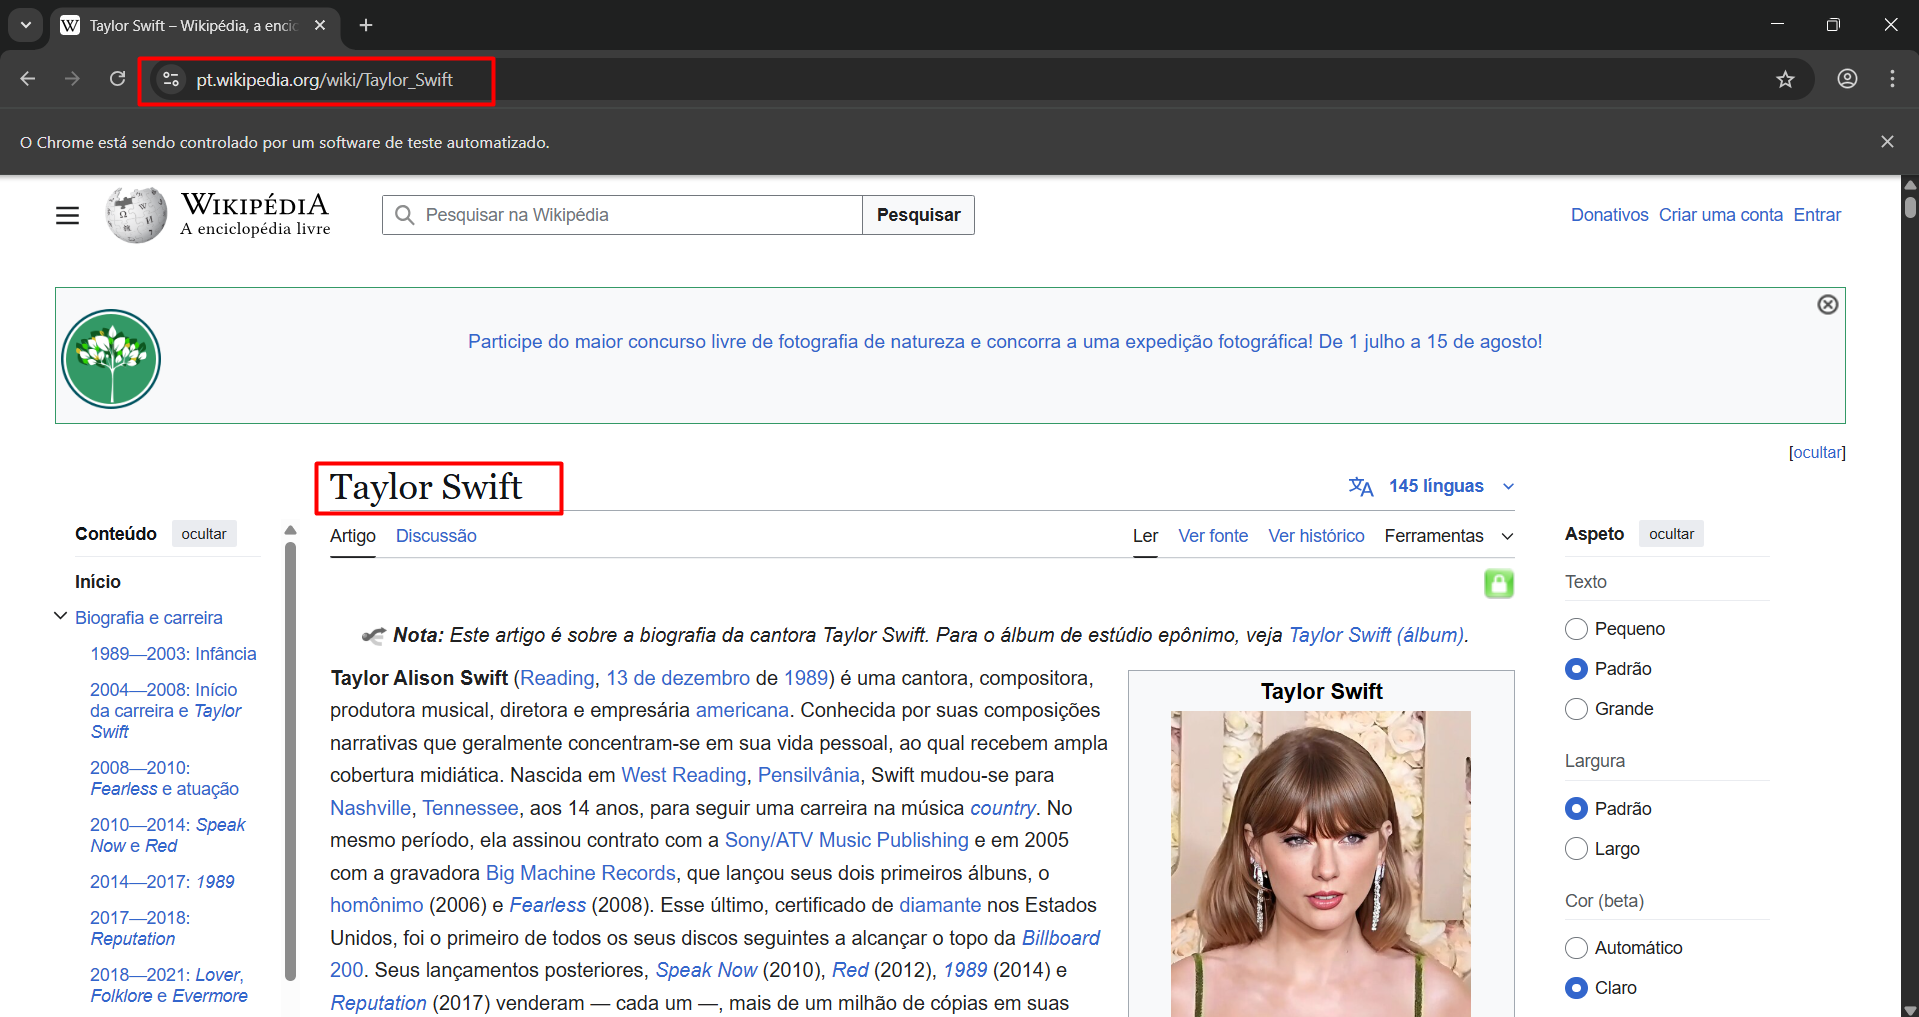 Taylor Swift – Wikipédia, a encic
pt.wikipedia.org/wiki/Taylor_Swift
O Chrome está sendo controlado por um software de teste automatizado.
WIKIPÉDIA
A enciclopédia livre
Pesquisar na Wikipédia
Pesquisar
Donativos Criar uma conta Entrar
Participe do maior concurso livre de fotografia de natureza e concorra a uma expedição fotográfica! De 1 julho a 15 de agosto!
[ocultar]
Taylor Swift
145 línguas
Conteúdo ocultar
Início
Biografia e carreira
1989—2003: Infância
2004—2008: Início
da carreira e Taylor
Swift
2008—2010:
Fearless e atuação
2010—2014: Speak
Now e Red
2014—2017: 1989
2017—2018:
Reputation
2018—2021: Lover,
Folklore e Evermore
Artigo Discussão
Ler Ver fonte Ver histórico Ferramentas
Nota: Este artigo é sobre a biografia da cantora Taylor Swift. Para o álbum de estúdio epônimo, veja Taylor Swift (álbum).
Taylor Alison Swift (Reading, 13 de dezembro de 1989) é uma cantora, compositora,
produtora musical, diretora e empresária americana. Conhecida por suas composições
narrativas que geralmente concentram-se em sua vida pessoal, ao qual recebem ampla
cobertura midiática. Nascida em West Reading, Pensilvânia, Swift mudou-se para
Nashville, Tennessee, aos 14 anos, para seguir uma carreira na música country. No
mesmo período, ela assinou contrato com a Sony/ATV Music Publishing e em 2005
com a gravadora Big Machine Records, que lançou seus dois primeiros álbuns, o
homônimo (2006) e Fearless (2008). Esse último, certificado de diamante nos Estados
Unidos, foi o primeiro de todos os seus discos seguintes a alcançar o topo da Billboard
200. Seus lançamentos posteriores, Speak Now (2010), Red (2012), 1989 (2014) e
Reputation (2017) venderam — cada um —, mais de um milhão de cópias em suas
Taylor Swift
Aspeto ocultar
Texto
Pequeno
Padrão
Grande
Largura
Padrão
Largo
Cor (beta)
Automático
Claro